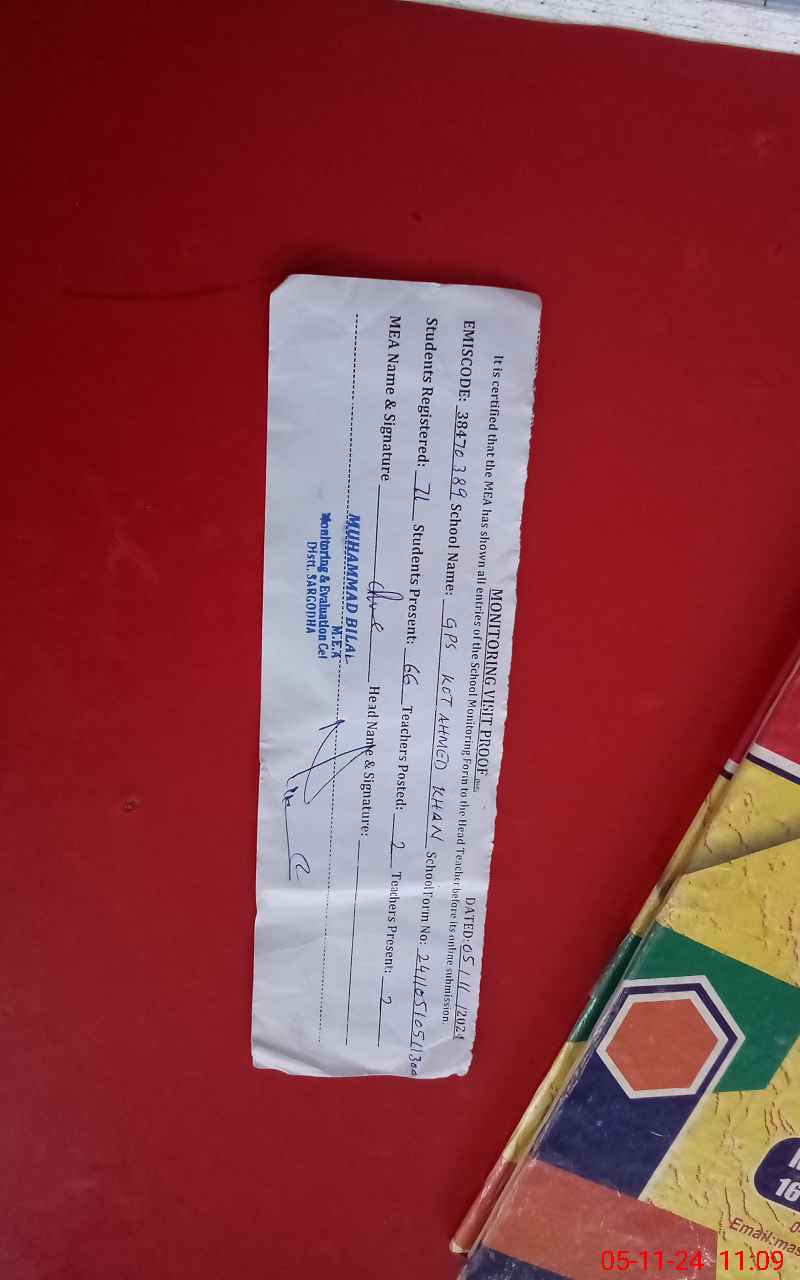 MONITORING VISIT PROOF
DATED: 05/11/2024
It is certified that the MEA has shown all entries of the School Monitoring Form to the Head Teacher before its online submission.
EMISCODE: 38470389 School Name: GPS KOT AHMED KHAN School Form No:
Students Registered: 71 Students Present: 66 Teachers Posted: 2 Teachers Present: 2
MEA Name & Signature Head Name & Signature:
MUHAMMAD BILAL
M.E.A
Monitoring & Evaluation Cel
Distt. SARGODHA
16
Email:mas
05-11-24 11:09